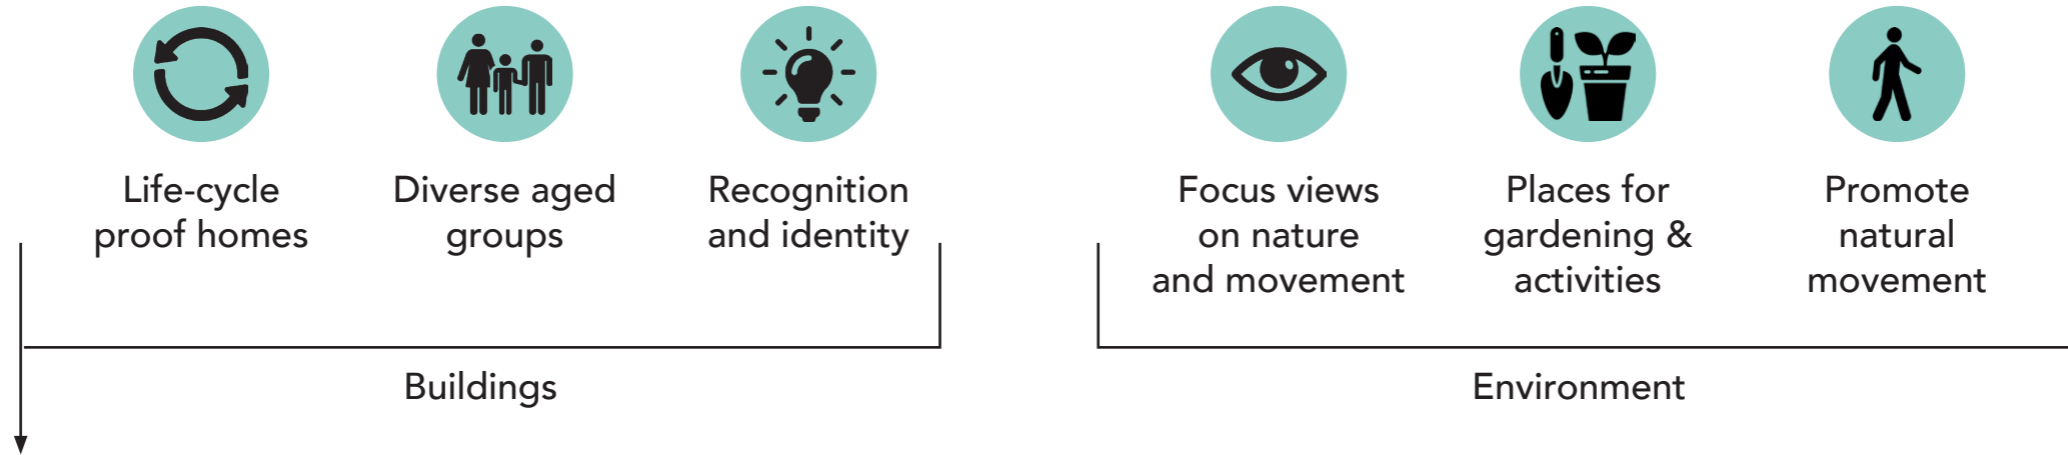 Life-cycle
proof homes
Diverse aged
groups
Recognition
and identity
Focus views
on nature
and movement
Places for
gardening &
activities
Promote
natural
movement
Buildings
Environment